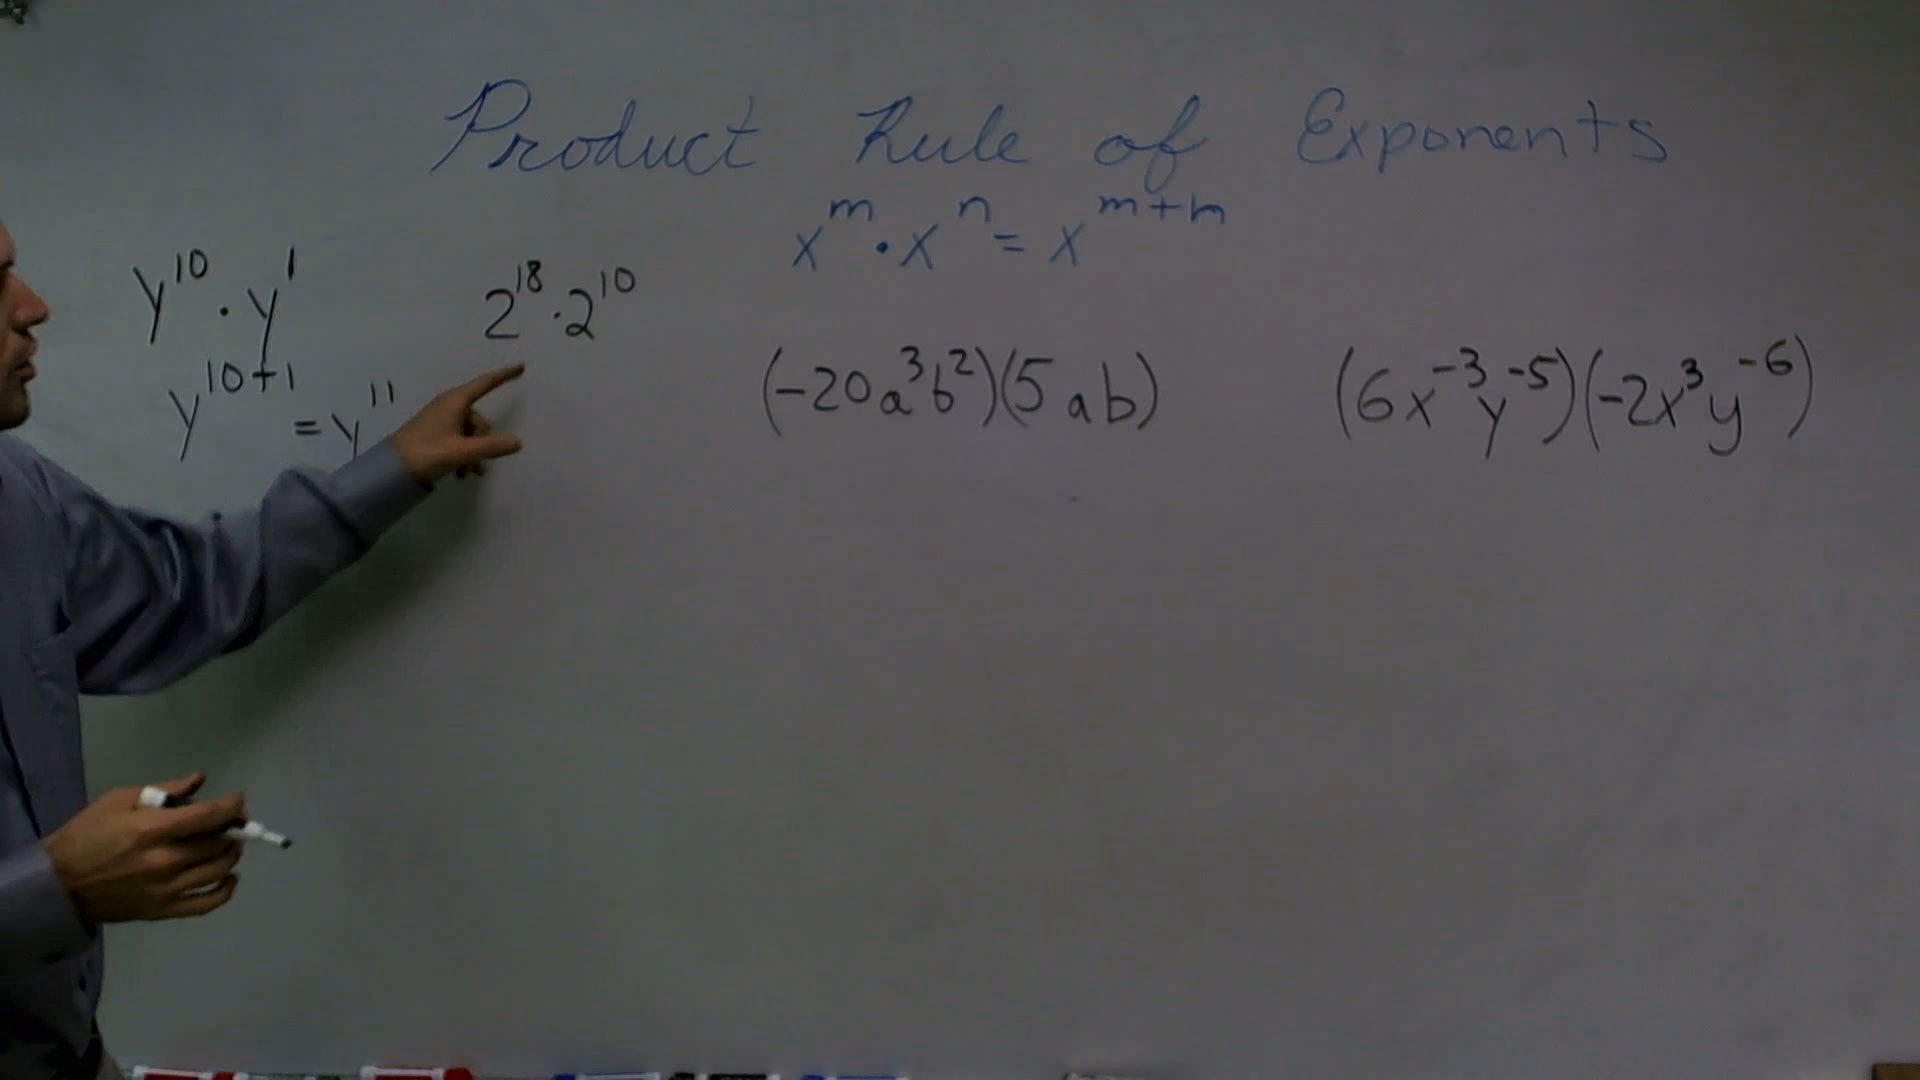 Product Rule of Exponents
x^m · x^n = x^{m+n}
y^{10} · y^1
y^{10+1} = y^{11}
2^{18} · 2^{10}
(-20a^3b^2)(5ab)
(6x^{-3}y^{-5})(-2x^3y^{-6})